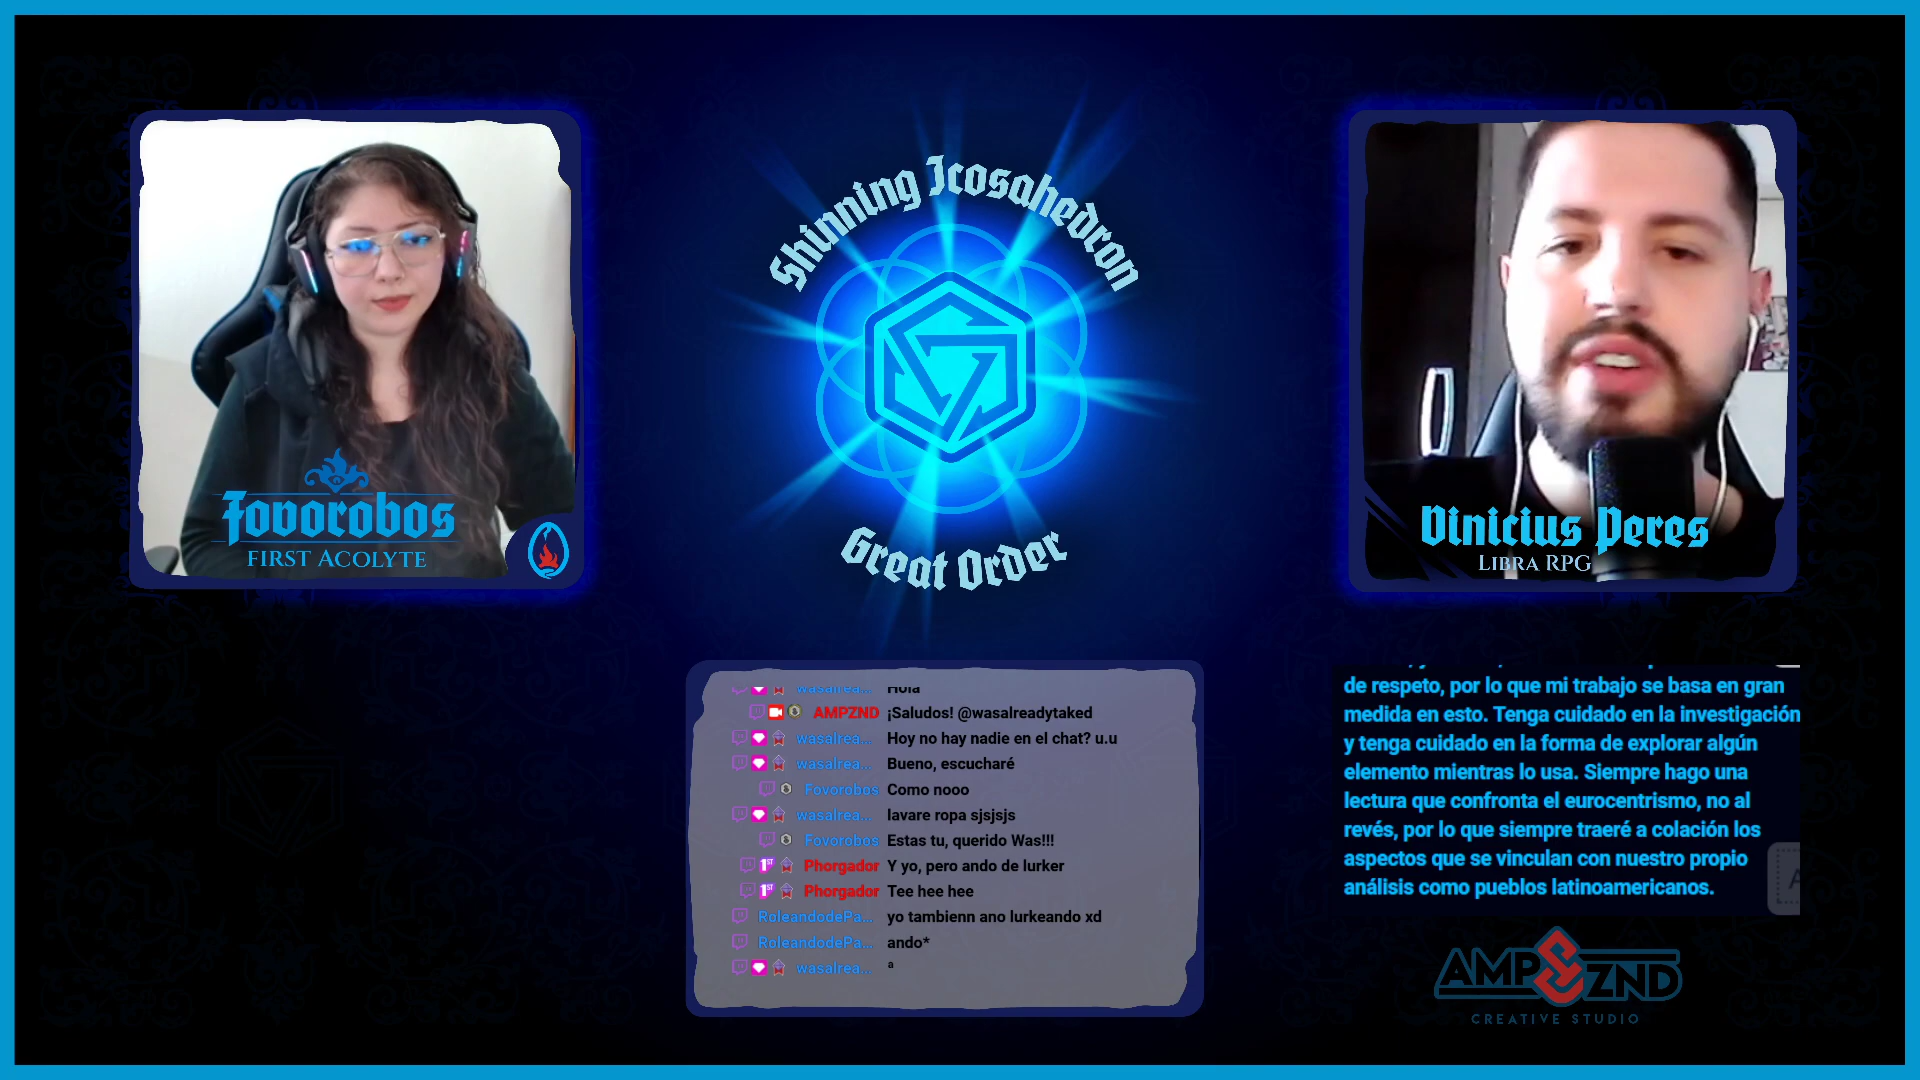 Shinning Icosahedron
Great Order
Fovorobos
FIRST ACOLYTE
Vinicius Peres
LIBRA RPG
wasalrea... Hola
AMPZND ¡Saludos! @wasalreadytaked
wasalrea... Hoy no hay nadie en el chat? u.u
wasalrea... Bueno, escucharé
Fovorobos Como nooo
wasalrea... lavare ropa sjsjsjs
Fovorobos Estas tu, querido Was!!!
1ST Phorgador Y yo, pero ando de lurker
1ST Phorgador Tee hee hee
RoleandodePa... yo tambienn ano lurkeando xd
RoleandodePa... ando*
wasalrea... a
de respeto, por lo que mi trabajo se basa en gran
medida en esto. Tenga cuidado en la investigación
y tenga cuidado en la forma de explorar algún
elemento mientras lo usa. Siempre hago una
lectura que confronta el eurocentrismo, no al
revés, por lo que siempre traeré a colación los
aspectos que se vinculan con nuestro propio
análisis como pueblos latinoamericanos.
AMPZND
CREATIVE STUDIO